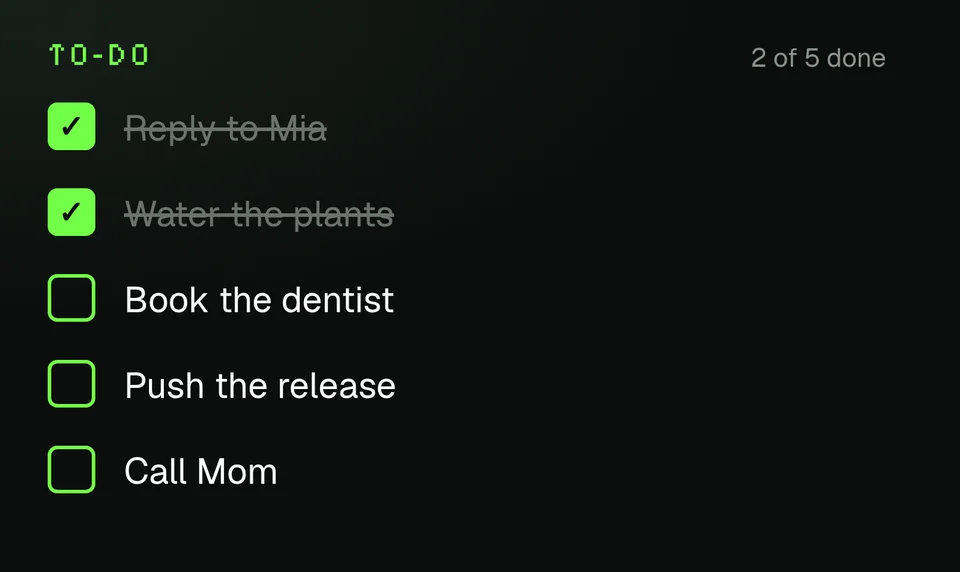 TO-DO
2 of 5 done
✓ Reply to Mia
✓ Water the plants
Book the dentist
Push the release
Call Mom